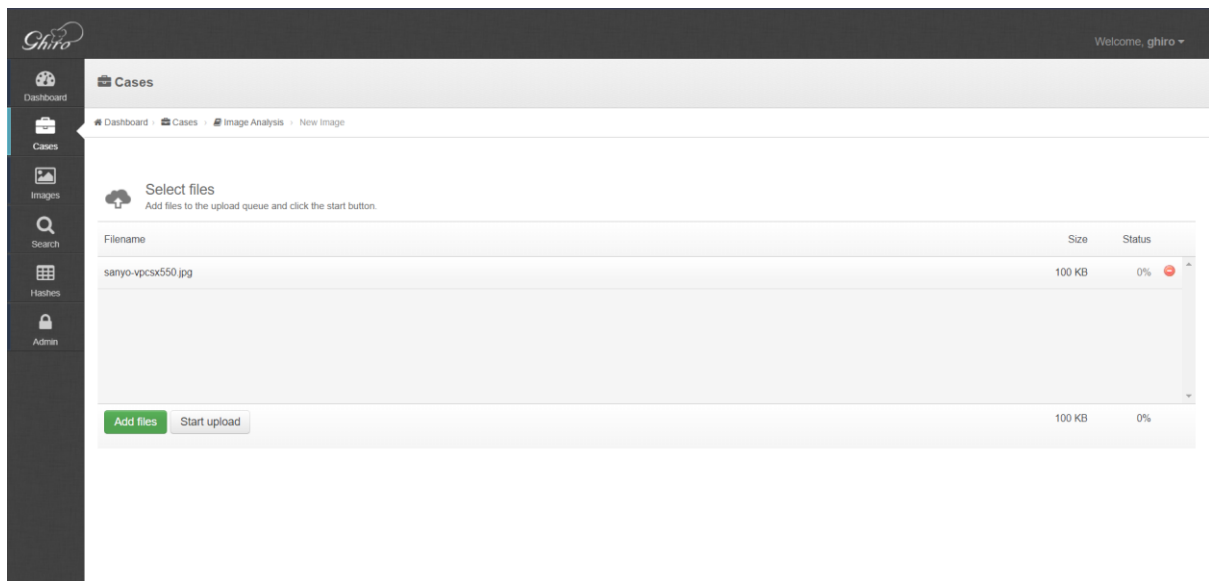 Ghiro
Welcome, ghiro
Dashboard
Cases
Images
Search
Hashes
Admin
Cases
Dashboard Cases Image Analysis New Image
Select files
Add files to the upload queue and click the start button.
Filename Size Status
sanyo-vpcsx550.jpg 100 KB 0%
Add files Start upload 100 KB 0%